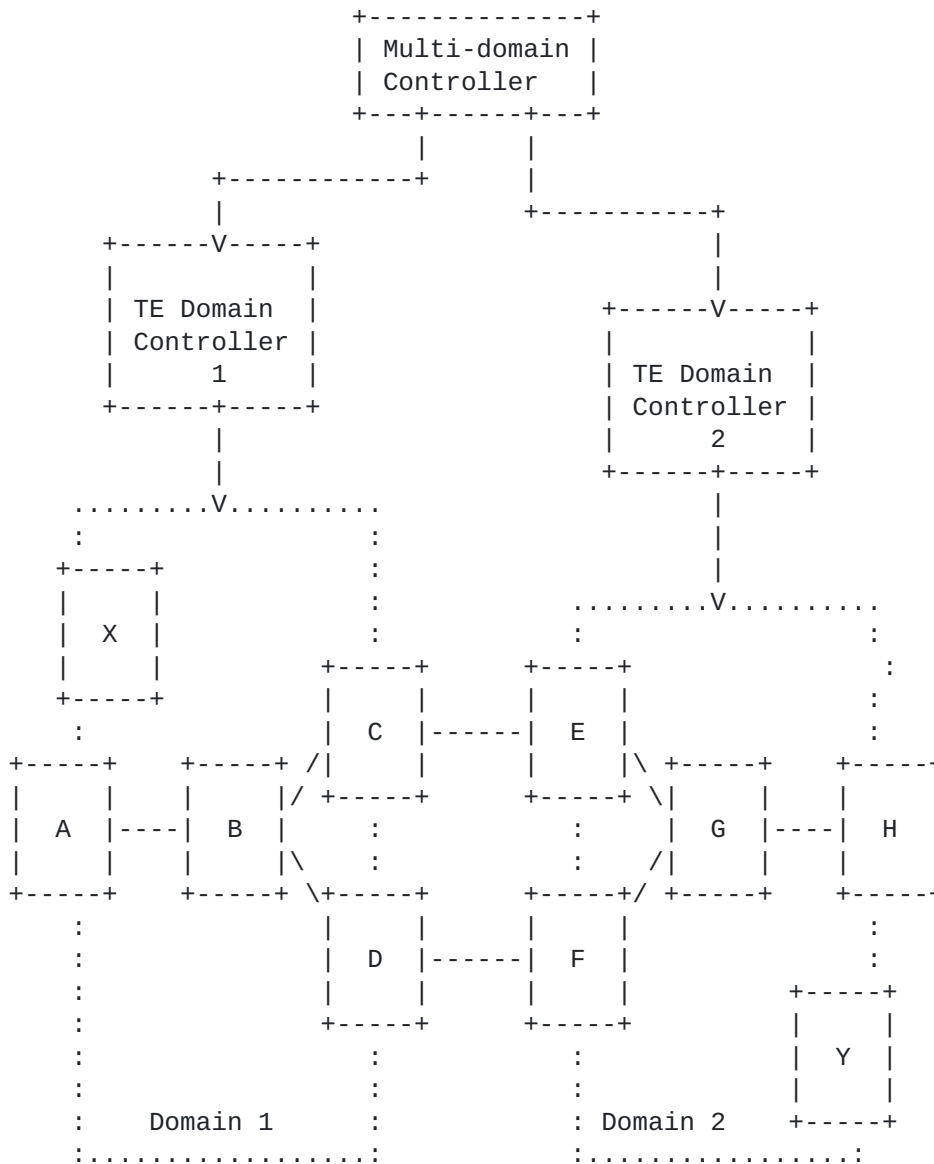 Multi-domain
Controller
TE Domain
Controller
1
TE Domain
Controller
2
X
C
E
A
B
G
H
D
F
Y
Domain 1
Domain 2